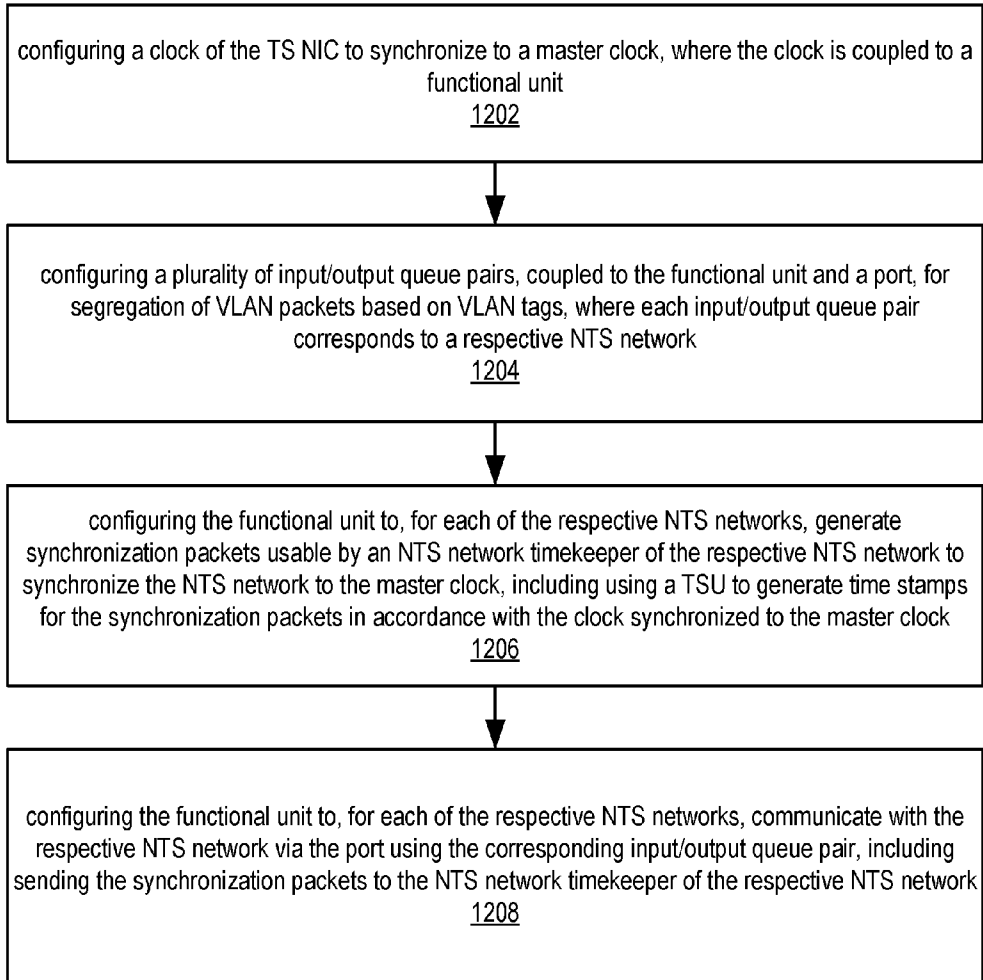 configuring a clock of the TS NIC to synchronize to a master clock, where the clock is coupled to a
functional unit
1202
configuring a plurality of input/output queue pairs, coupled to the functional unit and a port, for
segregation of VLAN packets based on VLAN tags, where each input/output queue pair
corresponds to a respective NTS network
1204
configuring the functional unit to, for each of the respective NTS networks, generate
synchronization packets usable by an NTS network timekeeper of the respective NTS network to
synchronize the NTS network to the master clock, including using a TSU to generate time stamps
for the synchronization packets in accordance with the clock synchronized to the master clock
1206
configuring the functional unit to, for each of the respective NTS networks, communicate with the
respective NTS network via the port using the corresponding input/output queue pair, including
sending the synchronization packets to the NTS network timekeeper of the respective NTS network
1208